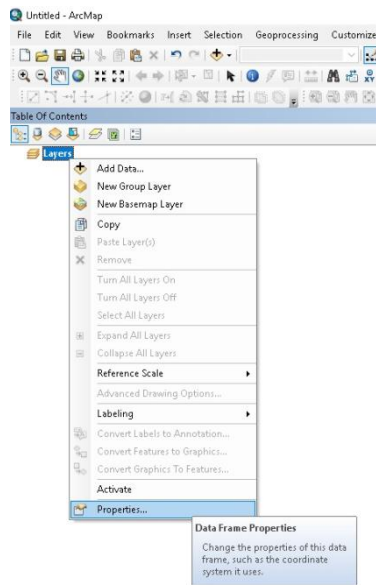 Untitled - ArcMap
File Edit View Bookmarks Insert Selection Geoprocessing Customize
Table Of Contents
Layers
Add Data...
New Group Layer
New Basemap Layer
Copy
Paste Layer(s)
Remove
Turn All Layers On
Turn All Layers Off
Select All Layers
Expand All Layers
Collapse All Layers
Reference Scale
Advanced Drawing Options...
Labeling
Convert Labels to Annotation...
Convert Features to Graphics...
Convert Graphics To Features...
Activate
Properties...
Data Frame Properties
Change the properties of this data
frame, such as the coordinate
system it uses.